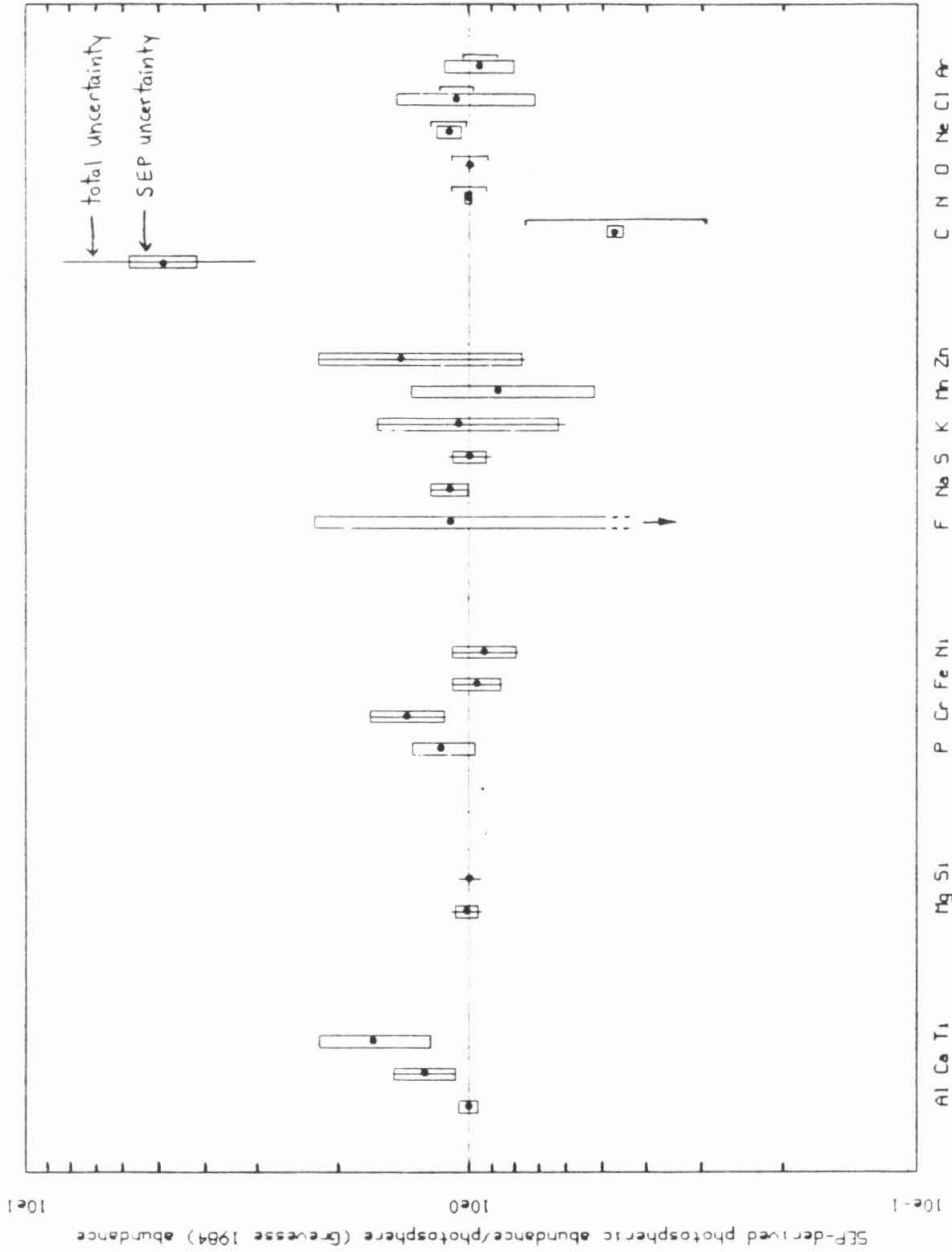 total uncertainty
SEP uncertainty
10e1
10e0
10e-1
SEP-derived photospheric abundance/photosphere (Grevesse 1984) abundance
Al Ca Ti Mg Si P Cr Fe Ni F Na S K Mn Zn C N O Ne Cl Ar